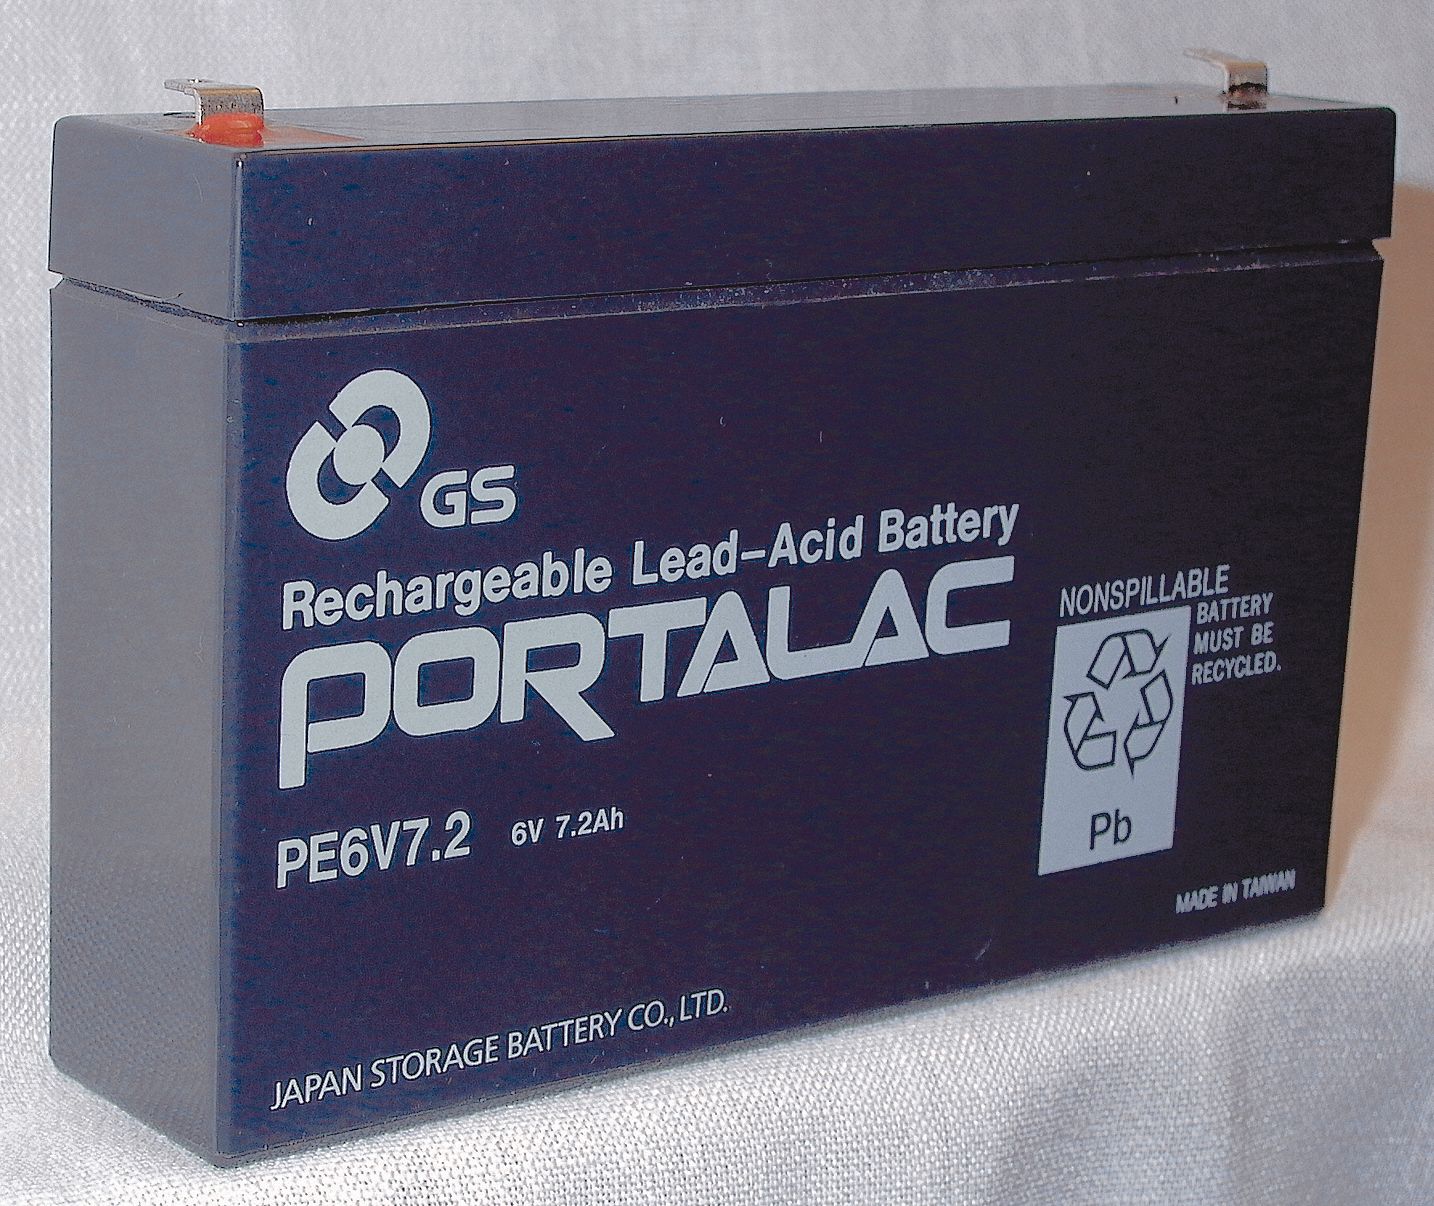 GS
Rechargeable Lead-Acid Battery
PORTALAC
PE6V7.2 6V 7.2Ah
NONSPILLABLE
BATTERY
MUST BE
RECYCLED.
Pb
MADE IN TAIWAN
JAPAN STORAGE BATTERY CO., LTD.